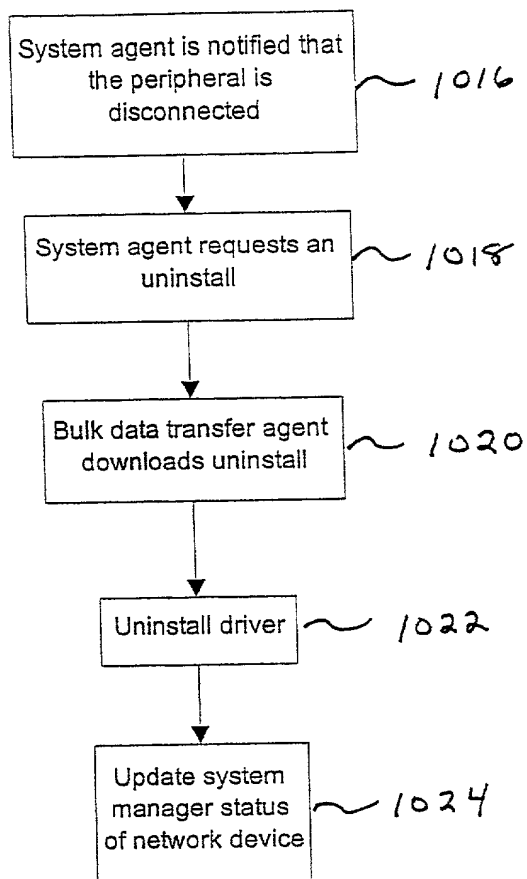 System agent is notified that
the peripheral is
disconnected
1016
System agent requests an
uninstall
1018
Bulk data transfer agent
downloads uninstall
1020
Uninstall driver
1022
Update system
manager status
of network device
1024